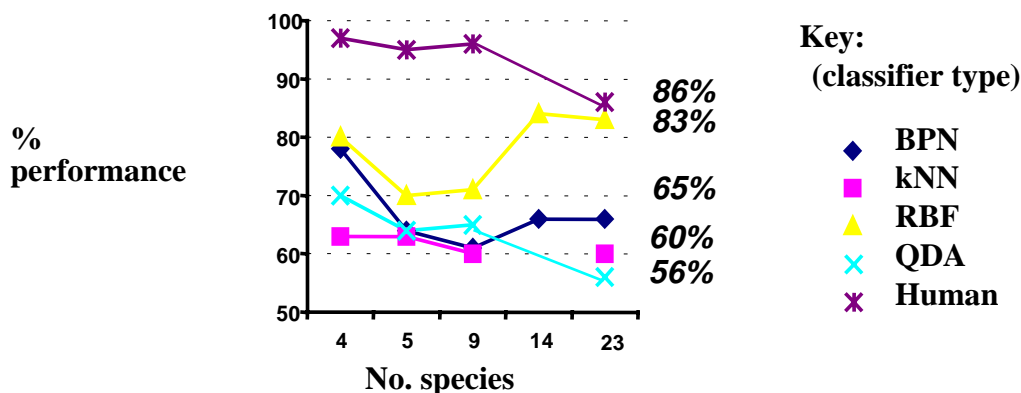 %
performance
100
90
80
70
60
50
4 5 9 14 23
No. species
86%
83%
65%
60%
56%
Key:
(classifier type)
BPN
kNN
RBF
QDA
Human